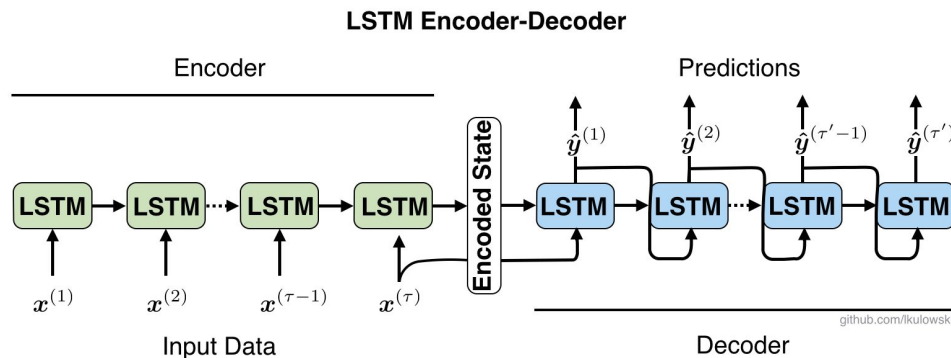 LSTM Encoder-Decoder
Encoder
Predictions
ŷ^(1) ŷ^(2) ŷ^(τ′−1) ŷ^(τ′)
Encoded State
LSTM LSTM LSTM LSTM LSTM LSTM LSTM LSTM
x^(1) x^(2) x^(τ−1) x^(τ)
github.com/lkulowsk
Input Data
Decoder